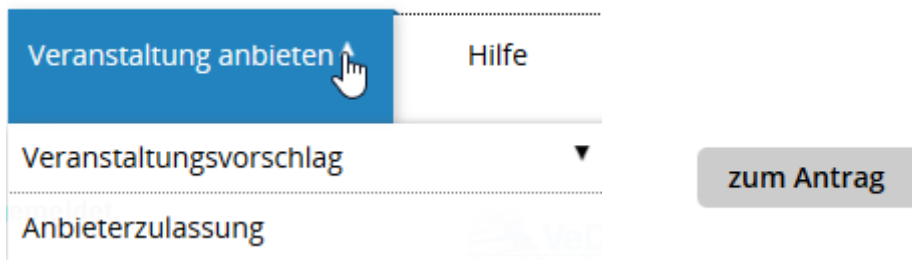 Veranstaltung anbieten
Hilfe
Veranstaltungsvorschlag
zum Antrag
Anbieterzulassung